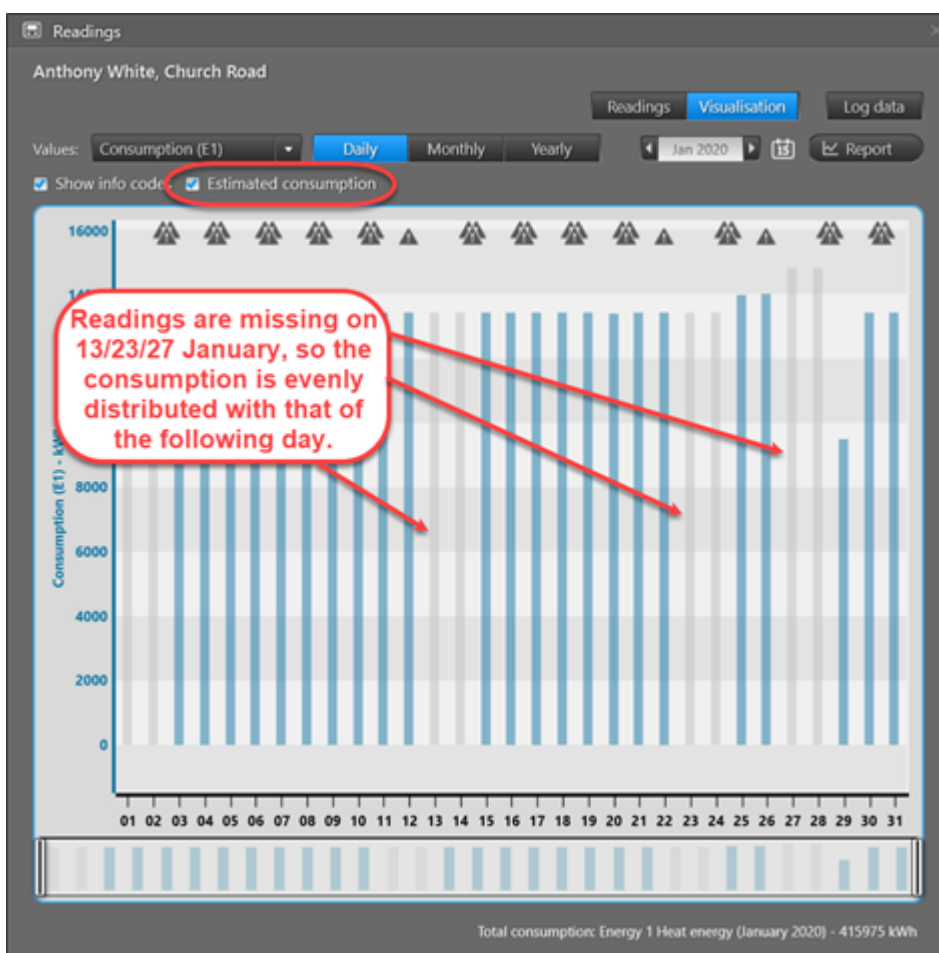 Readings
Anthony White, Church Road
Readings Visualisation Log data
Values: Consumption (E1) Daily Monthly Yearly Jan 2020 15 Report
Show info code Estimated consumption
16000
Readings are missing on
13/23/27 January, so the
consumption is evenly
distributed with that of
the following day.
8000
6000
4000
2000
0
Consumption (E1) - kW
01 02 03 04 05 06 07 08 09 10 11 12 13 14 15 16 17 18 19 20 21 22 23 24 25 26 27 28 29 30 31
Total consumption: Energy 1 Heat energy (January 2020) - 415975 kWh